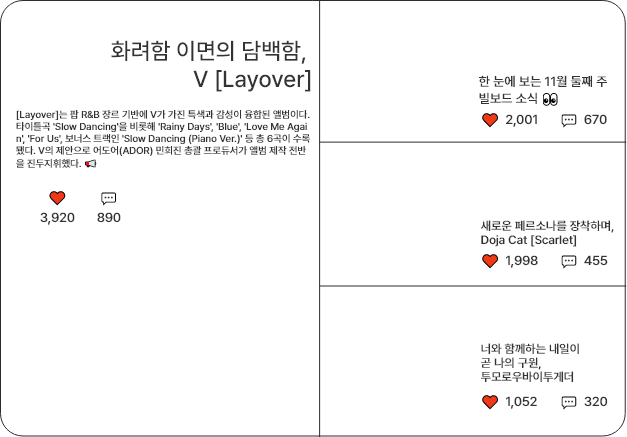 화려함 이면의 담백함,
V [Layover]
[Layover]는 팝 R&B 장르 기반에 V가 가진 특색과 감성이 융합된 앨범이다.
타이틀곡 'Slow Dancing'을 비롯해 'Rainy Days', 'Blue', 'Love Me Agai
n', 'For Us', 보너스 트랙인 'Slow Dancing (Piano Ver.)' 등 총 6곡이 수록
됐다. V의 제안으로 어도어(ADOR) 민희진 총괄 프로듀서가 앨범 제작 전반
을 진두지휘했다. 📢
3,920 890
한 눈에 보는 11월 둘째 주
빌보드 소식 👀
2,001 670
새로운 페르소나를 장착하며,
Doja Cat [Scarlet]
1,998 455
너와 함께하는 내일이
곧 나의 구원,
투모로우바이투게더
1,052 320